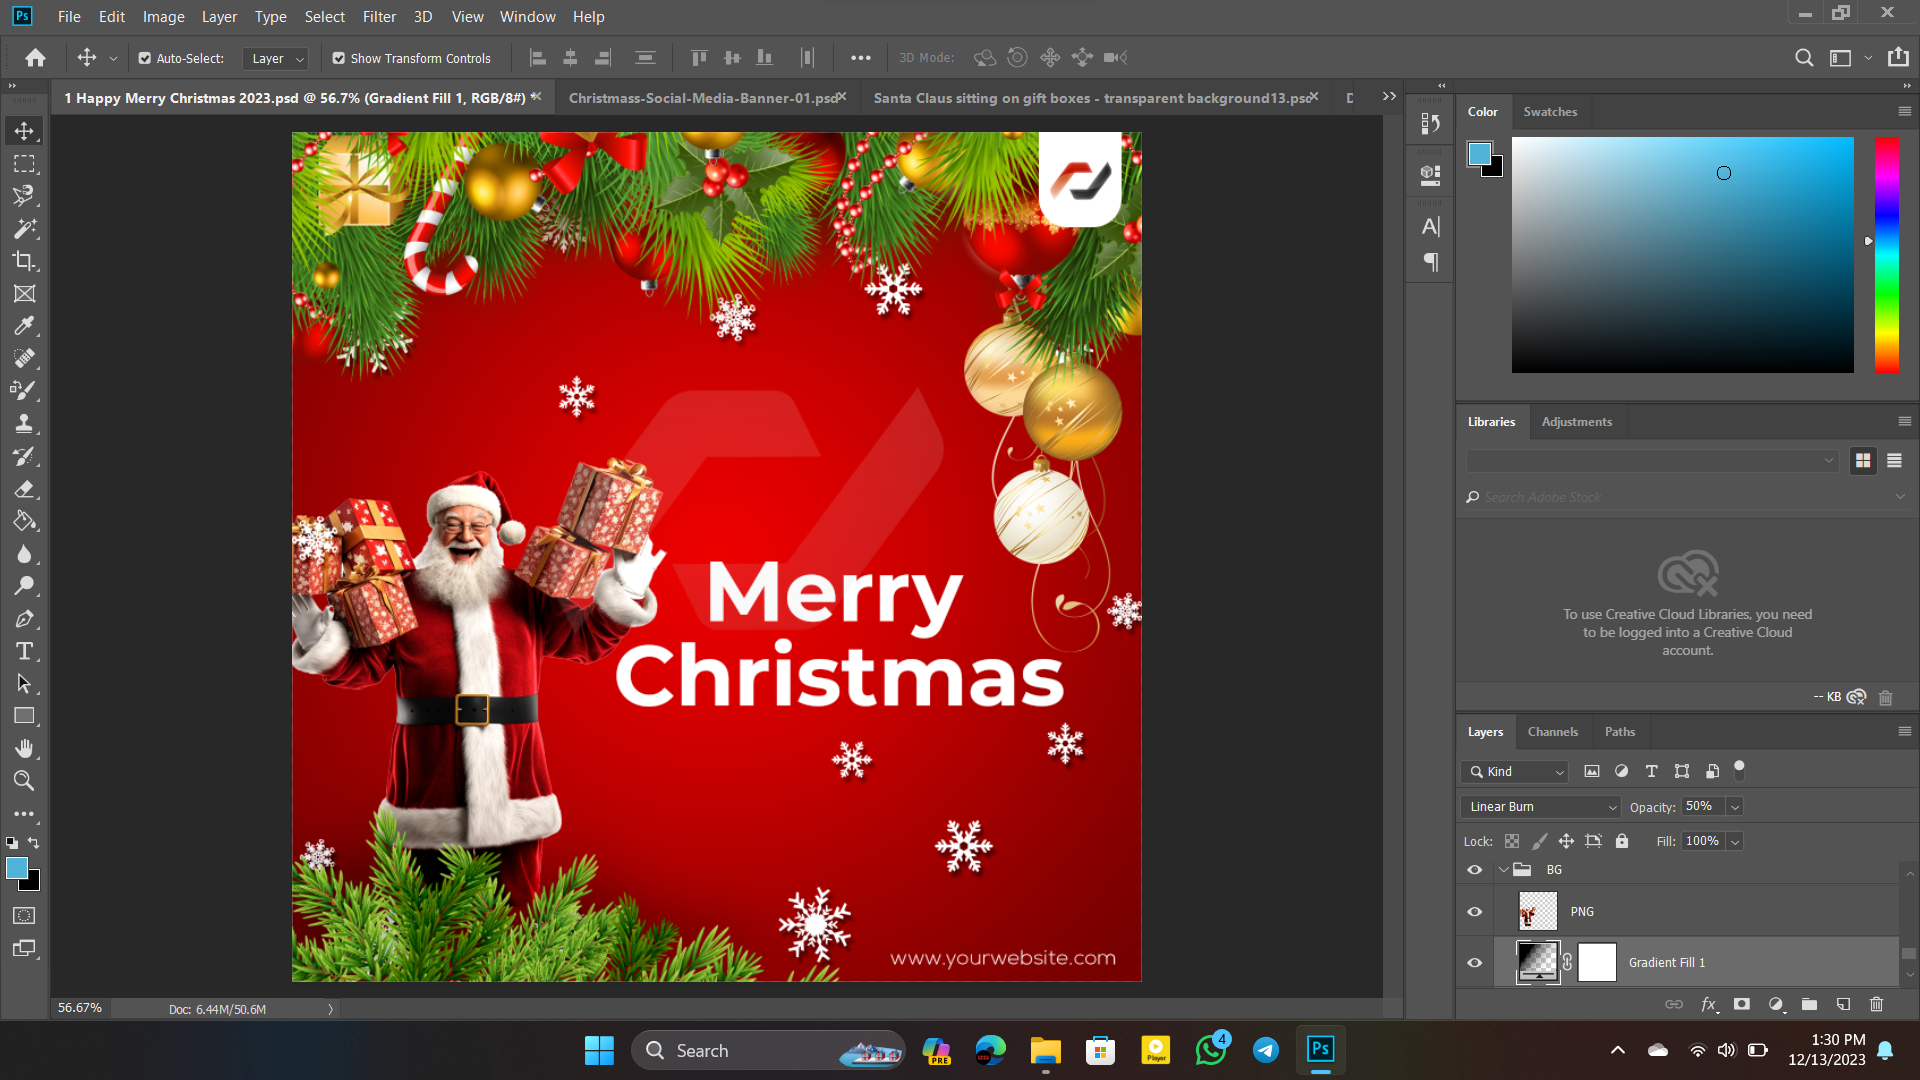 Ps File Edit Image Layer Type Select Filter 3D View Window Help
Auto-Select: Layer Show Transform Controls 3D Mode:
1 Happy Merry Christmas 2023.psd @ 56.7% (Gradient Fill 1, RGB/8#) *
Christmass-Social-Media-Banner-01.psd
Santa Claus sitting on gift boxes - transparent background13.psd
D
Color Swatches
Merry
Christmas
www.yourwebsite.com
Libraries Adjustments
Search Adobe Stock
To use Creative Cloud Libraries, you need
to be logged into a Creative Cloud
account.
-- KB
Layers Channels Paths
Kind
Linear Burn Opacity: 50%
Lock: Fill: 100%
BG
PNG
Gradient Fill 1
fx
56.67% Doc: 6.44M/50.6M
Search
PRE
Player
4
Ps
1:30 PM
12/13/2023